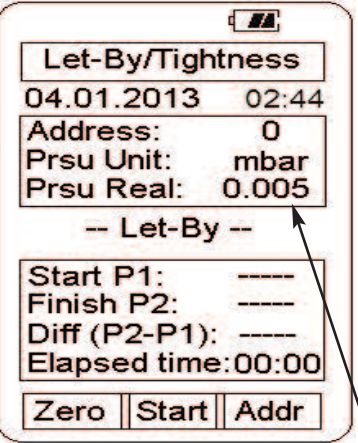 Let-By/Tightness
04.01.2013 02:44
Address: 0
Prsu Unit: mbar
Prsu Real: 0.005
-- Let-By --
Start P1: -----
Finish P2: -----
Diff (P2-P1): -----
Elapsed time:00:00
Zero Start Addr